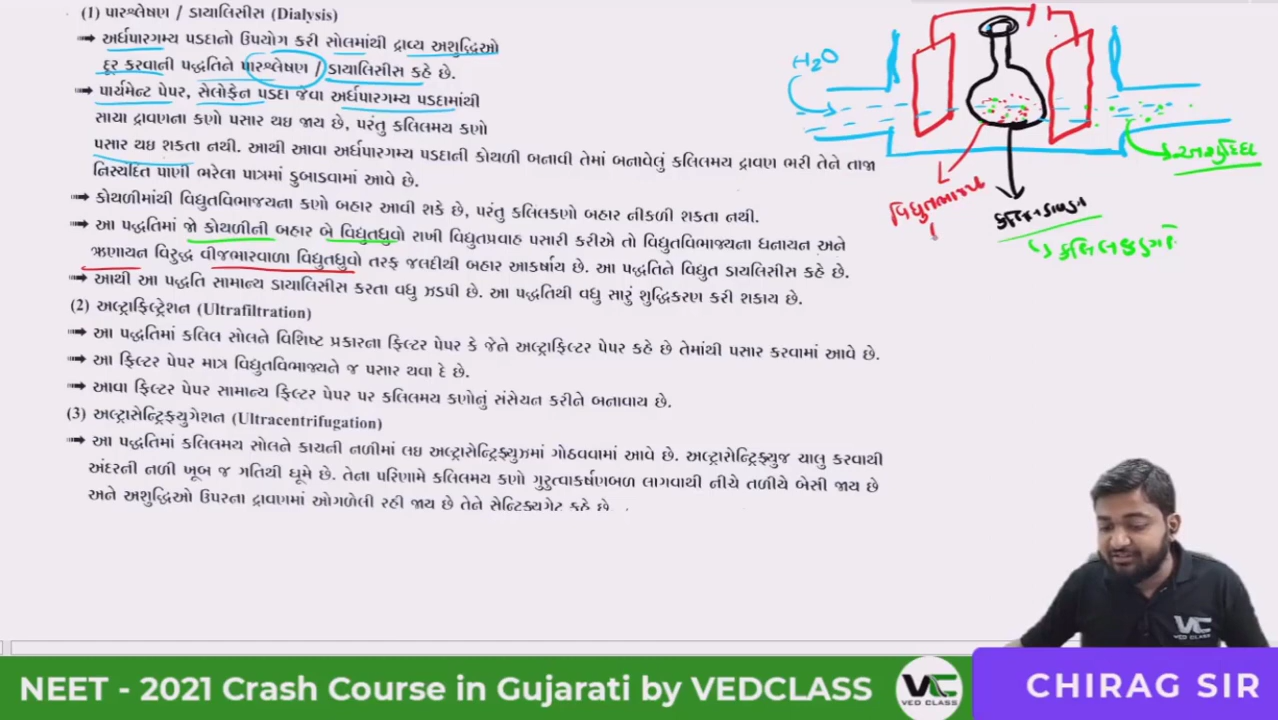 (1) પારશ્લેષણ / ડાયાલિસીસ (Dialysis)
➟ અર્ધપારગમ્ય પડદાનો ઉપયોગ કરી સોલમાંથી દ્રાવ્ય અશુદ્ધિઓ
દૂર કરવાની પદ્ધતિને પારશ્લેષણ / ડાયાલિસીસ કહે છે.
➟ પાર્ચમેન્ટ પેપર, સેલોફેન પડદા જેવા અર્ધપારગમ્ય પડદામાંથી
સાચા દ્રાવણના કણો પસાર થઇ જાય છે, પરંતુ કલિલમય કણો
પસાર થઇ શકતા નથી. આથી આવા અર્ધપારગમ્ય પડદાની કોથળી બનાવી તેમાં બનાવેલું કલિલમય દ્રાવણ ભરી તેને તાજા
નિસ્યંદિત પાણી ભરેલા પાત્રમાં ડુબાડવામાં આવે છે.
➟ કોથળીમાંથી વિદ્યુતવિભાજ્યના કણો બહાર આવી શકે છે, પરંતુ કલિલકણો બહાર નીકળી શકતા નથી.
➟ આ પદ્ધતિમાં જો કોથળીની બહાર બે વિદ્યુતધ્રુવો રાખી વિદ્યુતપ્રવાહ પસારી કરીએ તો વિદ્યુતવિભાજ્યના ધનાયન અને
ઋણાયન વિરુદ્ધ વીજભારવાળા વિદ્યુતધ્રુવો તરફ જલદીથી બહાર આકર્ષાય છે. આ પદ્ધતિને વિદ્યુત ડાયલિસીસ કહે છે.
➟ આથી આ પદ્ધતિ સામાન્ય ડાયાલિસીસ કરતા વધુ ઝડપી છે. આ પદ્ધતિથી વધુ સારું શુદ્ધિકરણ કરી શકાય છે.
(2) અલ્ટ્રાફિલ્ટ્રેશન (Ultrafiltration)
➟ આ પદ્ધતિમાં કલિલ સોલને વિશિષ્ટ પ્રકારના ફિલ્ટર પેપર કે જેને અલ્ટ્રાફિલ્ટર પેપર કહે છે તેમાંથી પસાર કરવામાં આવે છે.
➟ આ ફિલ્ટર પેપર માત્ર વિદ્યુતવિભાજ્યને જ પસાર થવા દે છે.
➟ આવા ફિલ્ટર પેપર સામાન્ય ફિલ્ટર પેપર પર કલિલમય કણોનું સંસેચન કરીને બનાવાય છે.
(3) અલ્ટ્રાસેન્ટ્રિફ્યુગેશન (Ultracentrifugation)
➟ આ પદ્ધતિમાં કલિલમય સોલને કાચની નળીમાં લઇ અલ્ટ્રાસેન્ટ્રિફ્યુઝમાં ગોઠવવામાં આવે છે. અલ્ટ્રાસેન્ટ્રિફ્યુજ ચાલુ કરવાથી
અંદરની નળી ખૂબ જ ગતિથી ઘૂમે છે. તેના પરિણામે કલિલમય કણો ગુરુત્વાકર્ષણબળ લાગવાથી નીચે તળીચે બેસી જાય છે
અને અશુદ્ધિઓ ઉપરના દ્રાવણમાં ઓગળેલી રહી જાય છે તેને સેન્ટ્રિક્યુગેટ કહે છે.
H₂O
VED CLASS
NEET - 2021 Crash Course in Gujarati by VEDCLASS
VED CLASS
CHIRAG SIR